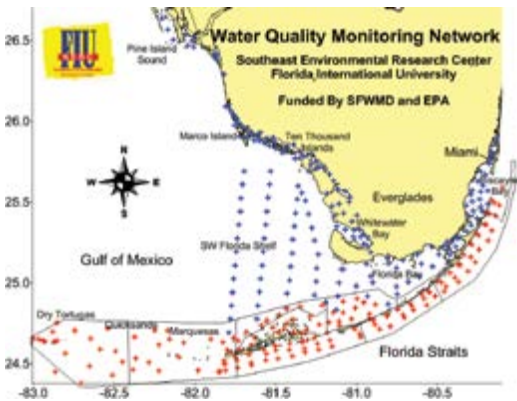 FIU
Water Quality Monitoring Network
Southeast Environmental Research Center
Florida International University
Funded By SFWMD and EPA
26.5
Pine Island
Sound
26.0
Marco Island
Ten Thousand
Islands
Miami
N
W E
S
Biscayne
Bay
25.5
Everglades
Whitewater
Bay
SW Florida Shelf
Gulf of Mexico
Florida Bay
25.0
Dry Tortugas
Quicksands
Marquesas
24.5
Florida Straits
-83.0 -82.5 -82.0 -81.5 -81.0 -80.5